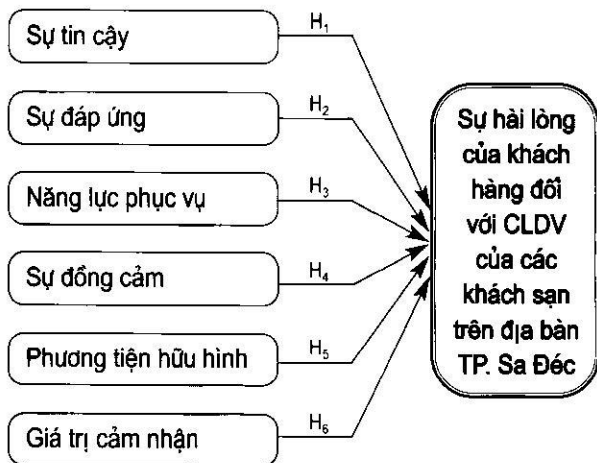 Sự tin cậy
H₁
Sự đáp ứng
H₂
Năng lực phục vụ
H₃
Sự đồng cảm
H₄
Phương tiện hữu hình
H₅
Giá trị cảm nhận
H₆
Sự hài lòng
của khách
hàng đối
với CLDV
của các
khách sạn
trên địa bàn
TP. Sa Đéc